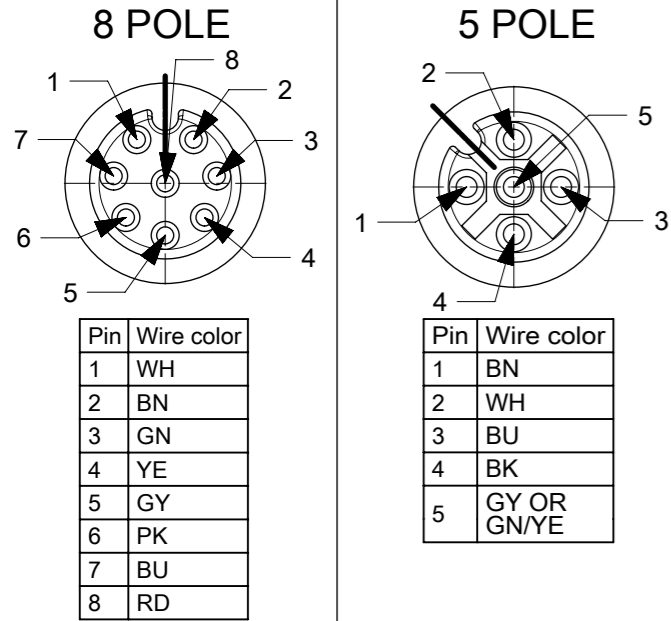 8 POLE
8
1
2
7
3
6
4
5
Pin Wire color
1 WH
2 BN
3 GN
4 YE
5 GY
6 PK
7 BU
8 RD
5 POLE
2
5
1
3
4
Pin Wire color
1 BN
2 WH
3 BU
4 BK
5 GY OR
GN/YE